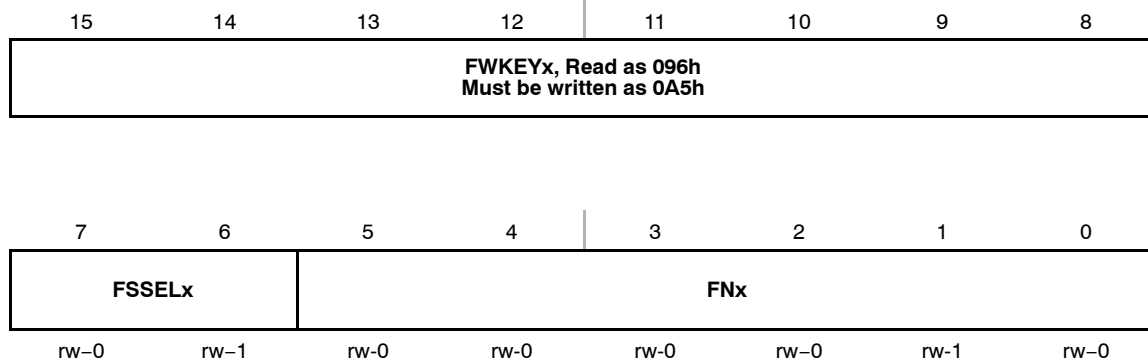 15 14 13 12 11 10 9 8
FWKEYx, Read as 096h
Must be written as 0A5h
7 6 5 4 3 2 1 0
FSSELx FNx
rw−0 rw−1 rw-0 rw-0 rw-0 rw−0 rw-1 rw−0